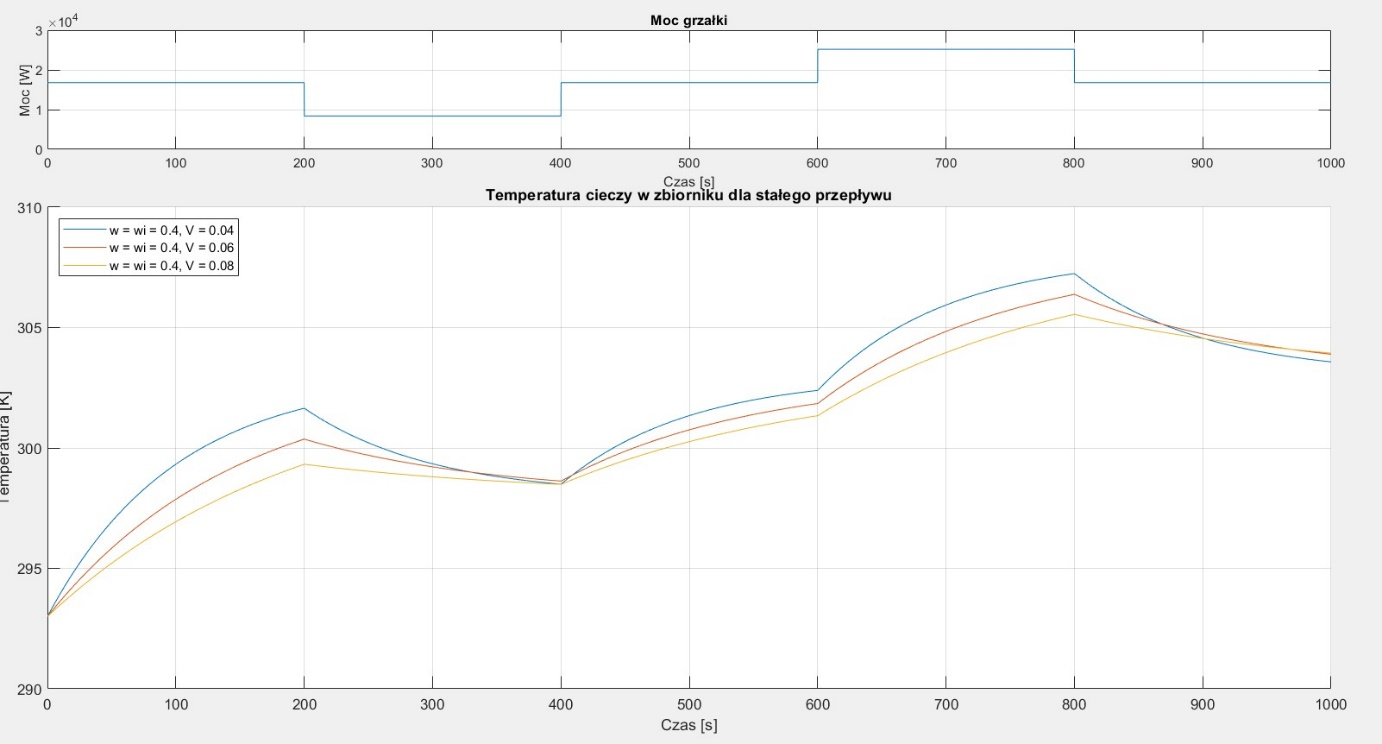 Moc grzałki
×10⁴
3
2
1
0
Moc [W]
0 100 200 300 400 500 600 700 800 900 1000
Czas [s]
Temperatura cieczy w zbiorniku dla stałego przepływu
310
305
300
295
290
Temperatura [K]
w = wi = 0.4, V = 0.04
w = wi = 0.4, V = 0.06
w = wi = 0.4, V = 0.08
0 100 200 300 400 500 600 700 800 900 1000
Czas [s]